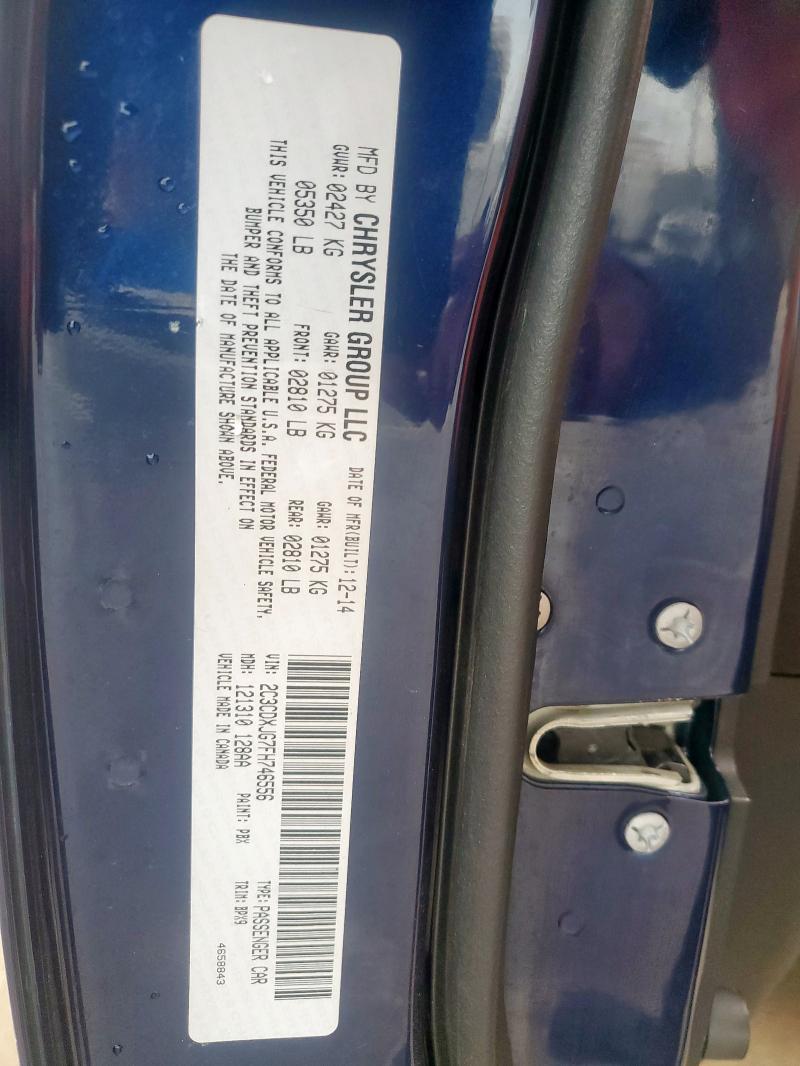 MFD BY CHRYSLER GROUP LLC DATE OF MFR(BUILT): 12-14
GVWR: 02427 KG GAWR: 01275 KG GAWR: 01275 KG
05350 LB FRONT: 02810 LB REAR: 02810 LB
THIS VEHICLE CONFORMS TO ALL APPLICABLE U.S.A. FEDERAL MOTOR VEHICLE SAFETY,
BUMPER AND THEFT PREVENTION STANDARDS IN EFFECT ON
THE DATE OF MANUFACTURE SHOWN ABOVE.
VIN: 2C3CDXJG7FH746556 TYPE: PASSENGER CAR
MDH: 121310 128AA PAINT: PBX TRIM: BPX9
VEHICLE MADE IN CANADA 4658843